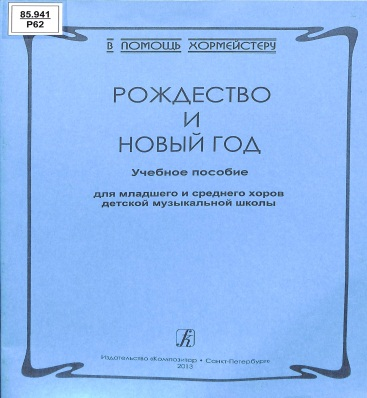 85.941
Р62
В ПОМОЩЬ ХОРМЕЙСТЕРУ
РОЖДЕСТВО
И
НОВЫЙ ГОД
Учебное пособие
для младшего и среднего хоров
детской музыкальной школы
Издательство «Композитор • Санкт-Петербург»
2013